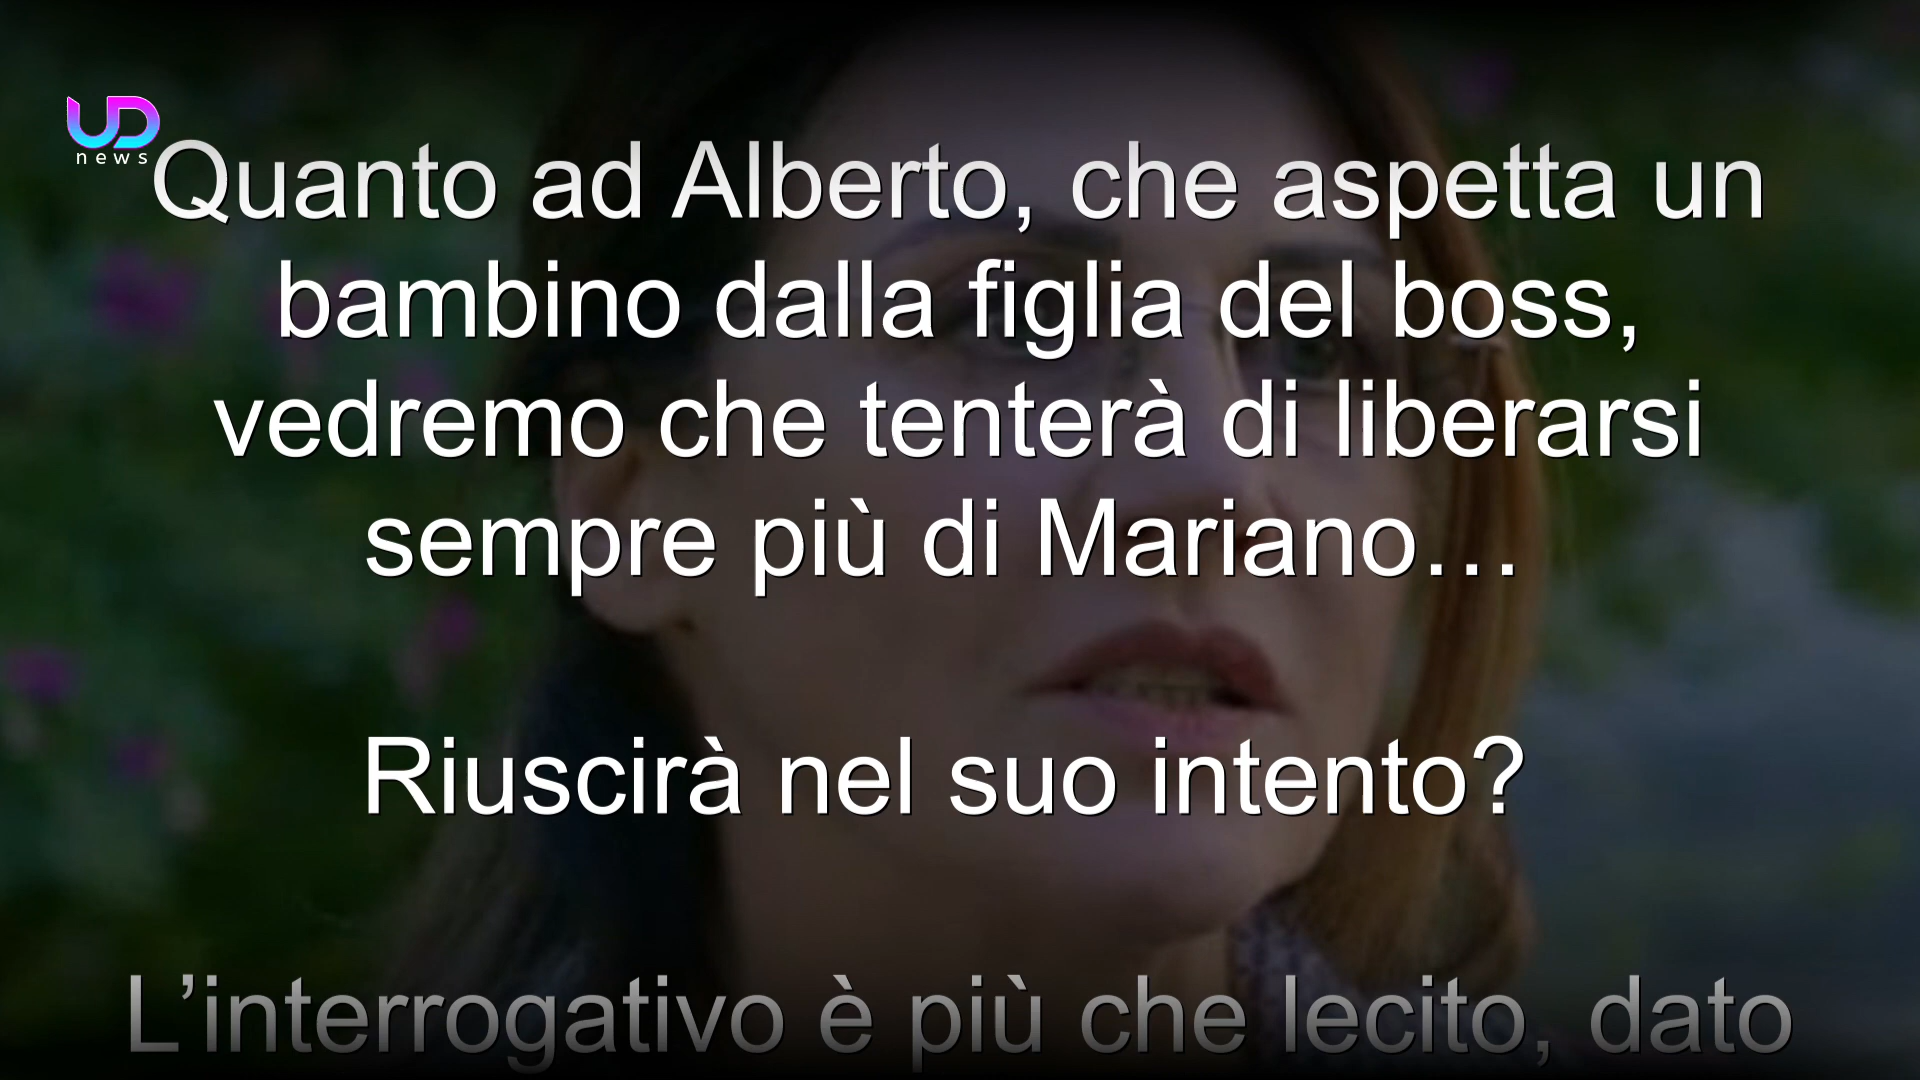 UD
news
Quanto ad Alberto, che aspetta un
bambino dalla figlia del boss,
vedremo che tenterà di liberarsi
sempre più di Mariano…
Riuscirà nel suo intento?
L’interrogativo è più che lecito, dato